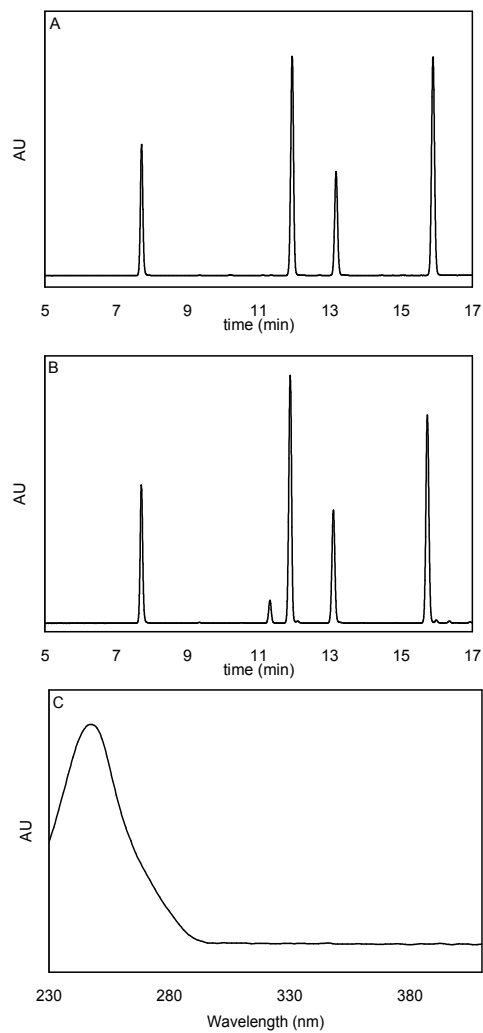 A
AU
5 7 9 11 13 15 17
time (min)
B
AU
5 7 9 11 13 15 17
time (min)
C
AU
230 280 330 380
Wavelength (nm)